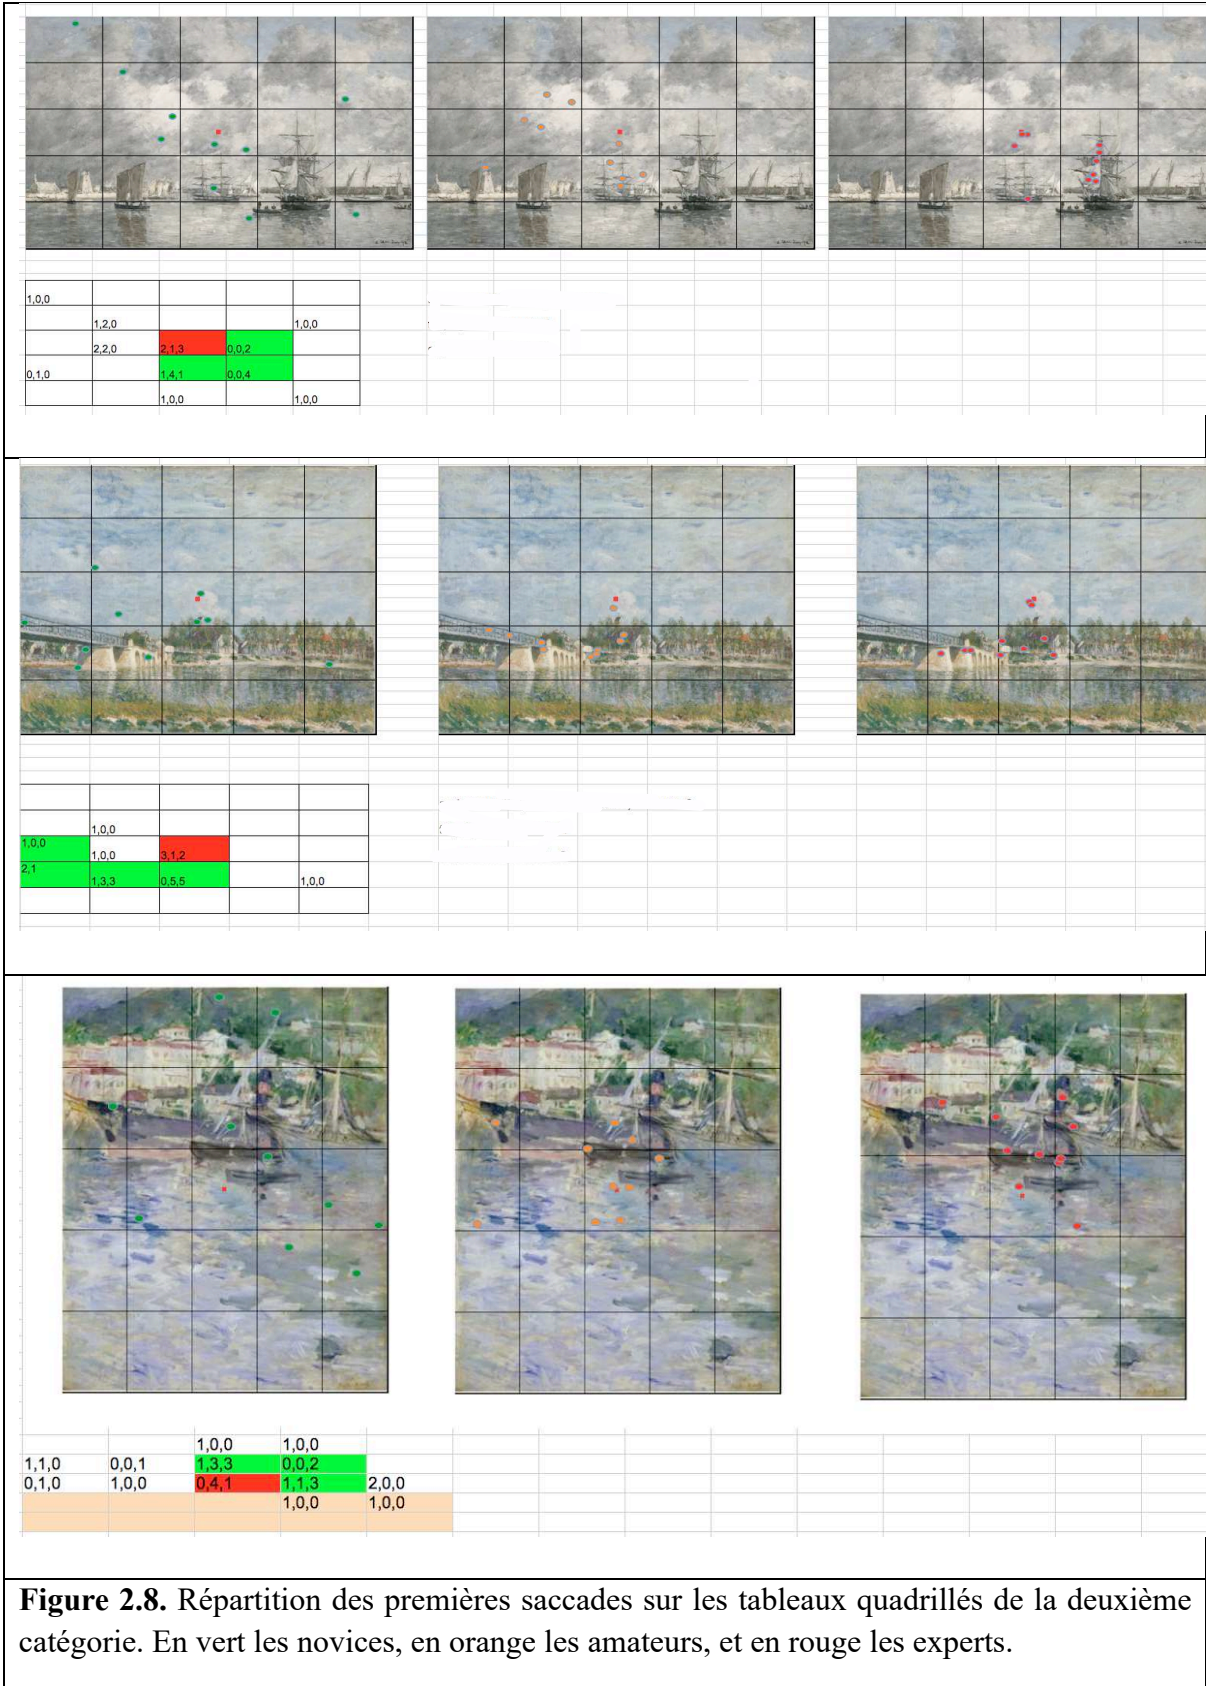 1,0,0
1,2,0 1,0,0
2,2,0 2,1,3 0,0,2
0,1,0 1,4,1 0,0,4
1,0,0 1,0,0
1,0,0
1,0,0 1,0,0 3,1,2
2,1 1,3,3 0,5,5 1,0,0
1,0,0 1,0,0
1,1,0 0,0,1 1,3,3 0,0,2
0,1,0 1,0,0 0,4,1 1,1,3 2,0,0
1,0,0 1,0,0
Figure 2.8. Répartition des premières saccades sur les tableaux quadrillés de la deuxième
catégorie. En vert les novices, en orange les amateurs, et en rouge les experts.